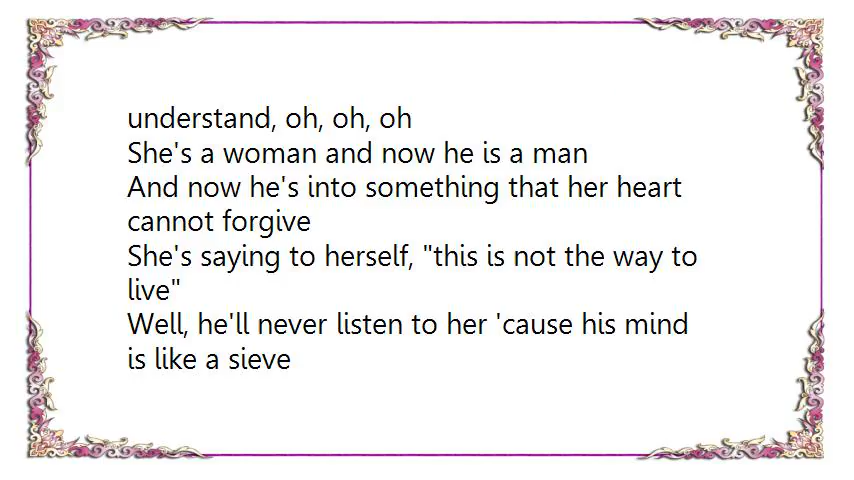 understand, oh, oh, oh
She's a woman and now he is a man
And now he's into something that her heart
cannot forgive
She's saying to herself, "this is not the way to
live"
Well, he'll never listen to her 'cause his mind
is like a sieve